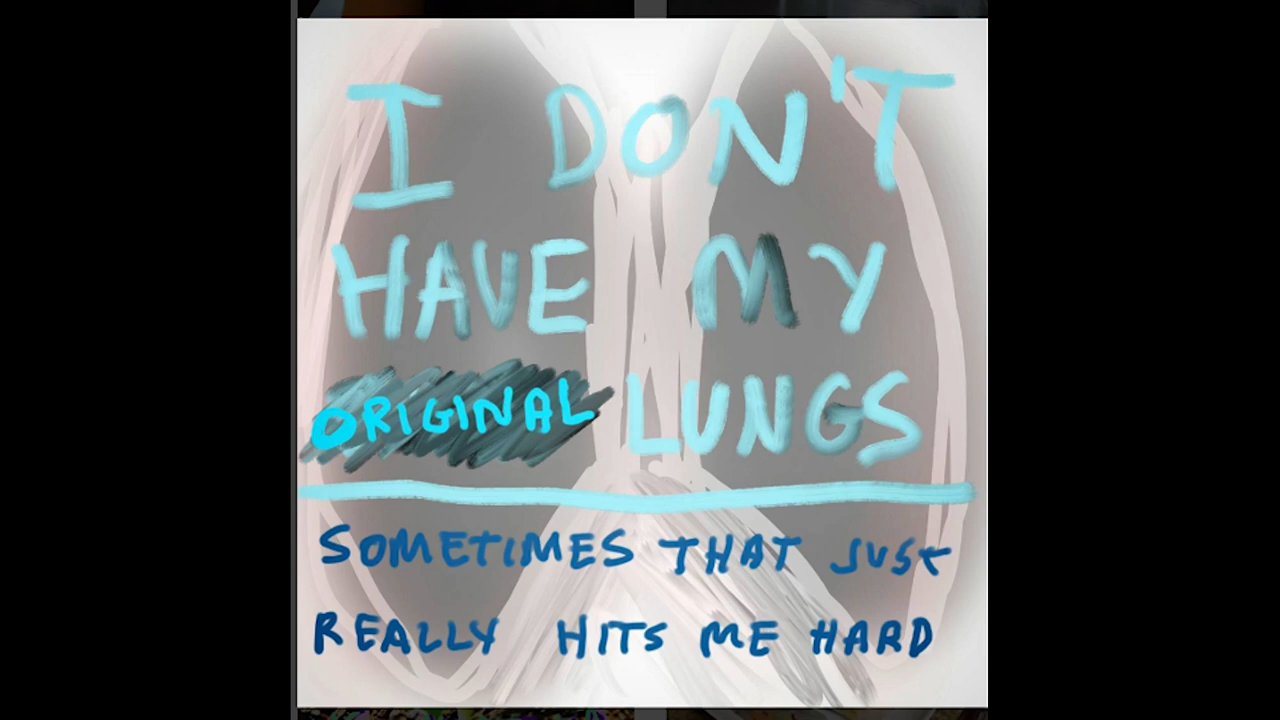 I DON'T
HAVE MY
ORIGINAL LUNGS
SOMETIMES THAT JUST
REALLY HITS ME HARD